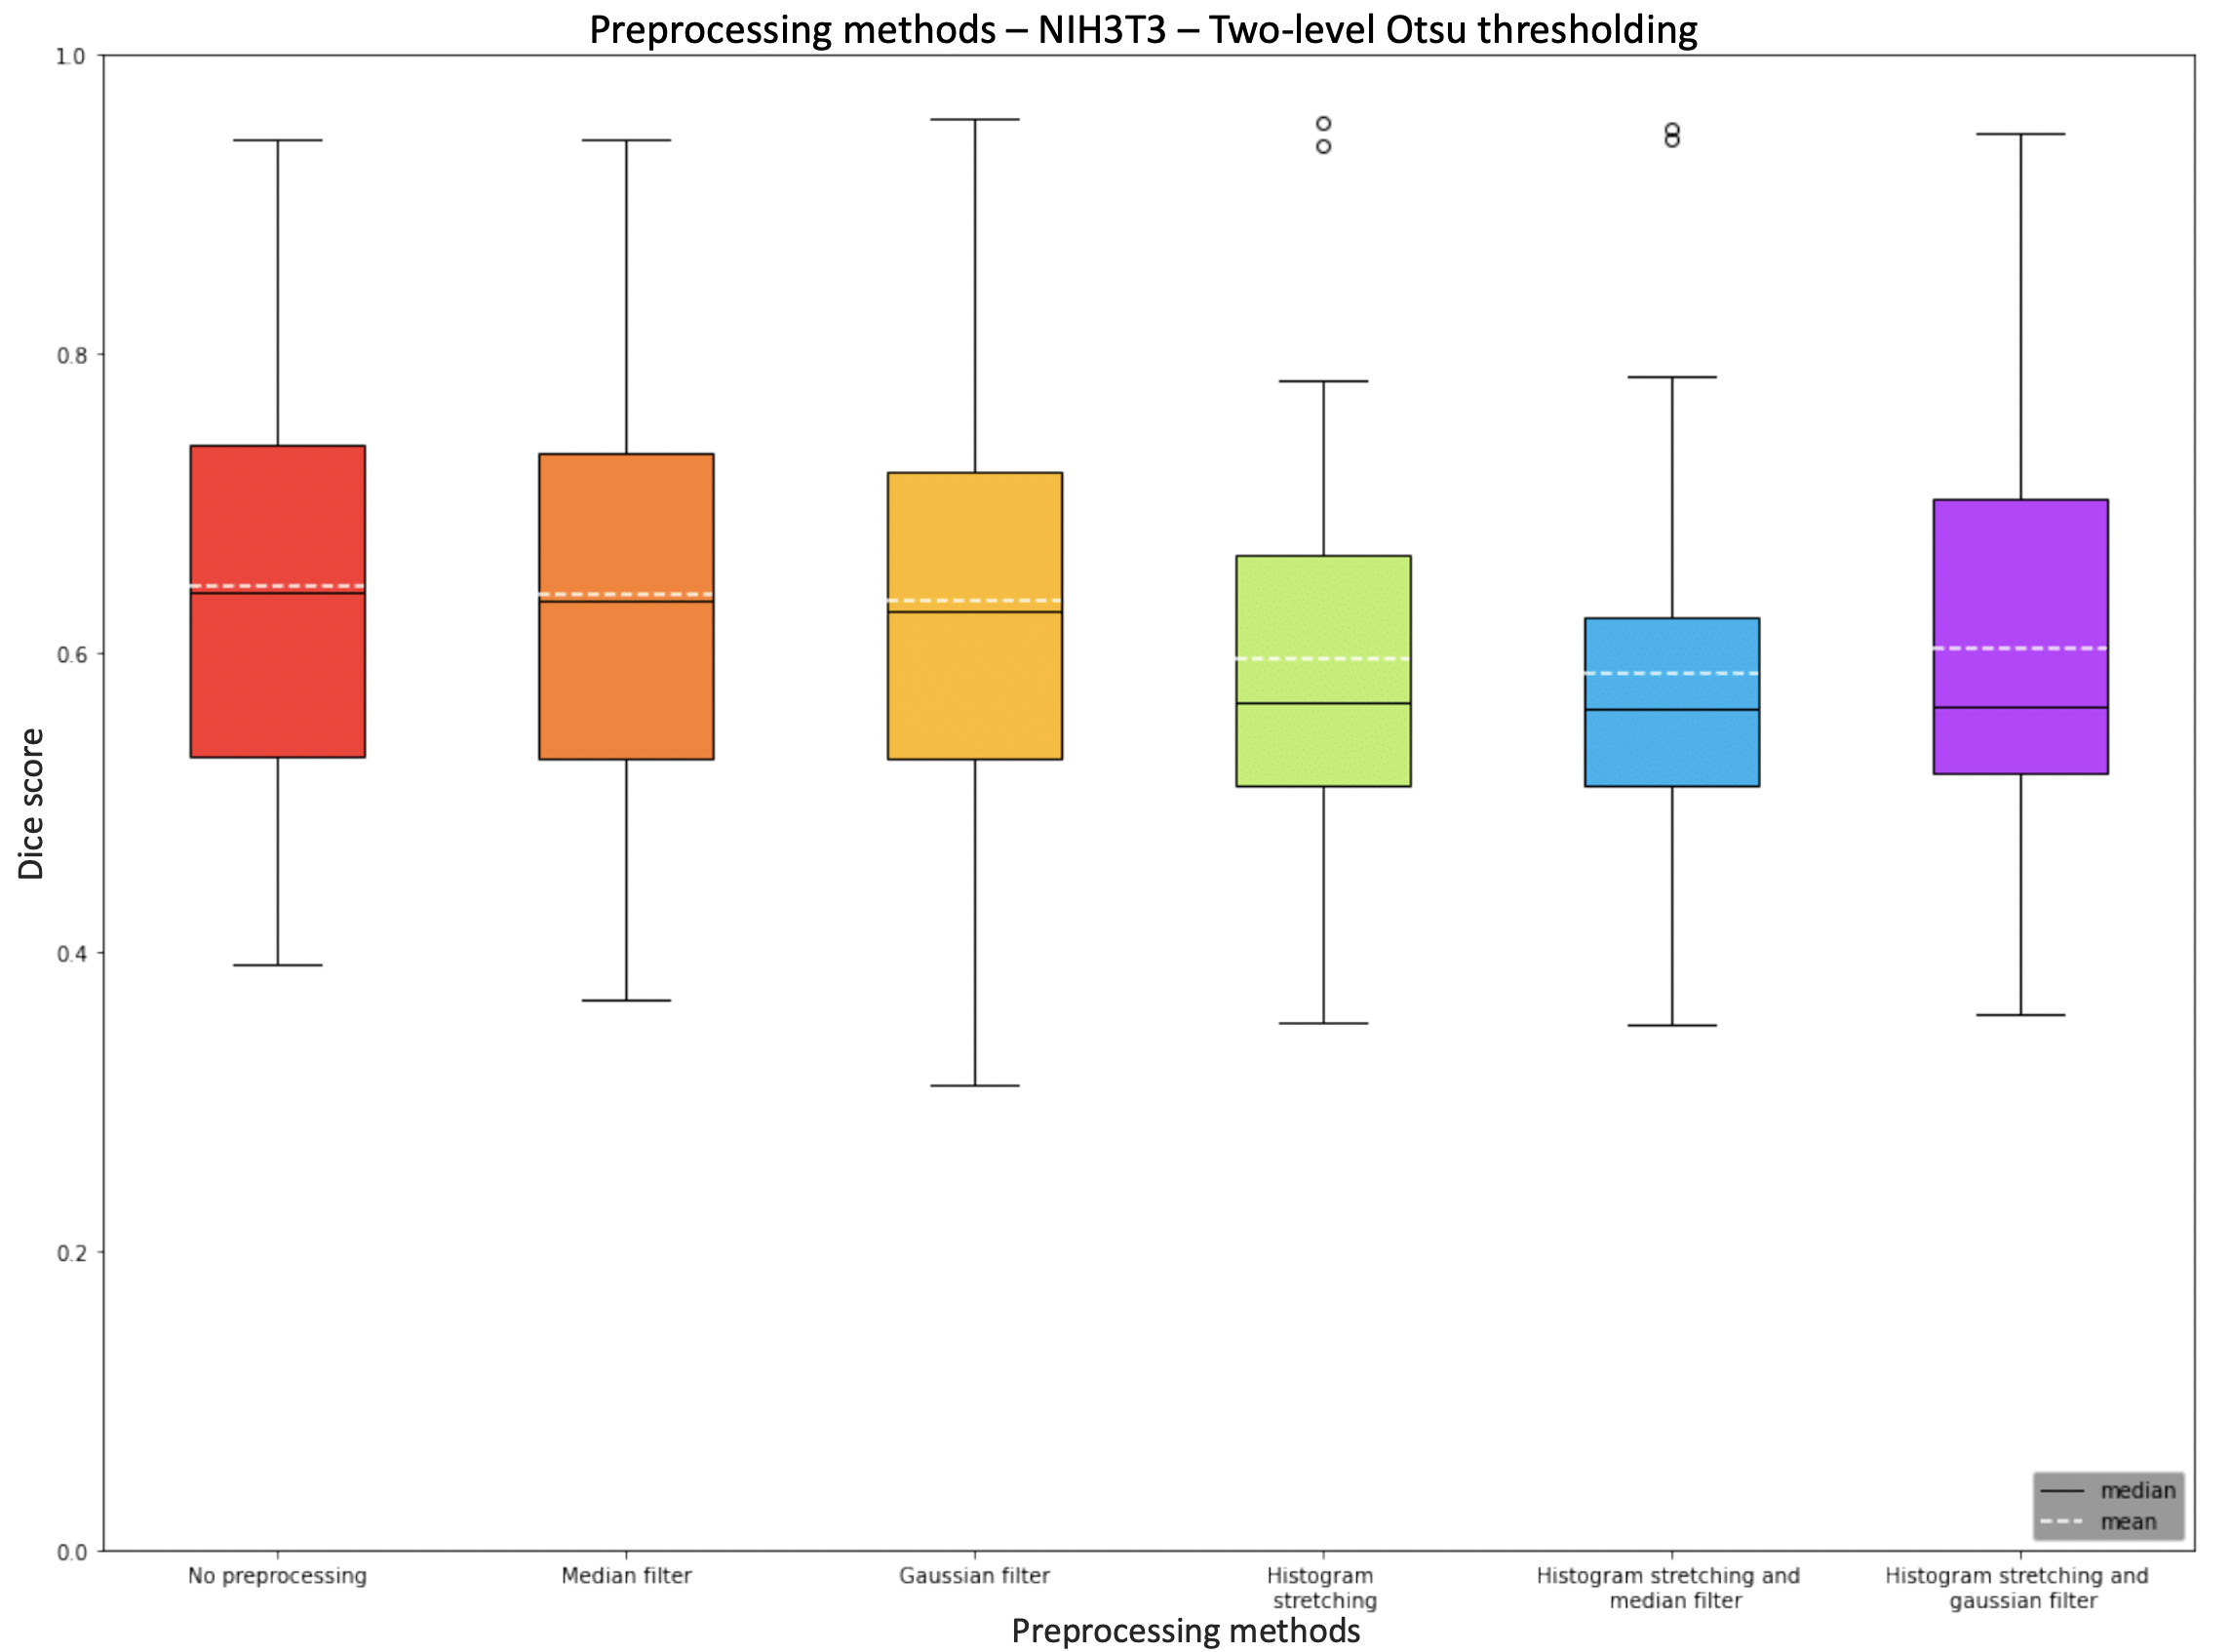 Preprocessing methods – NIH3T3 – Two-level Otsu thresholding
1.0
0.8
0.6
0.4
0.2
0.0
Dice score
median
mean
No preprocessing
Median filter
Gaussian filter
Histogram
stretching
Histogram stretching and
median filter
Histogram stretching and
gaussian filter
Preprocessing methods